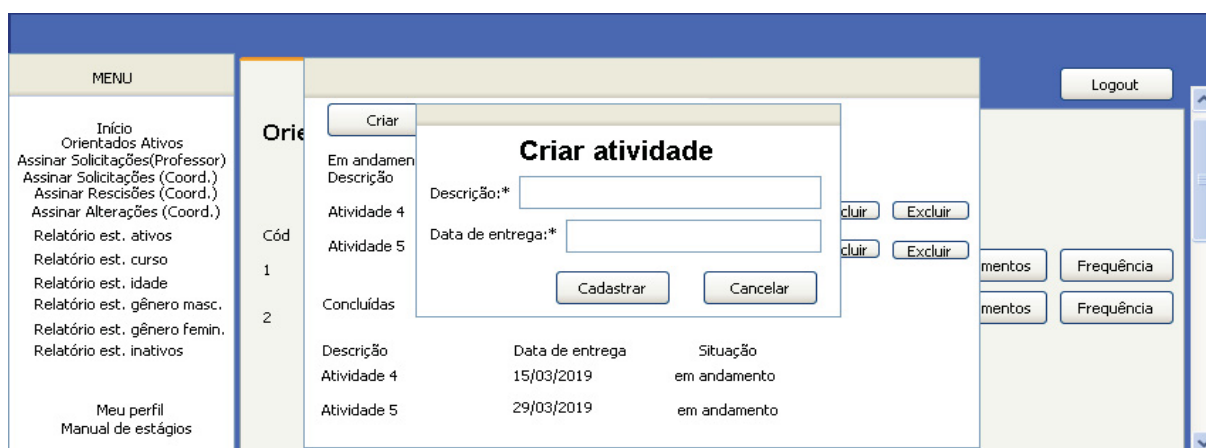 MENU
Logout
Início
Orientados Ativos
Assinar Solicitações(Professor)
Assinar Solicitações (Coord.)
Assinar Rescisões (Coord.)
Assinar Alterações (Coord.)
Relatório est. ativos
Relatório est. curso
Relatório est. idade
Relatório est. gênero masc.
Relatório est. gênero femin.
Relatório est. inativos
Meu perfil
Manual de estágios
Orie
Cód
1
2
mentos Frequência
mentos Frequência
Criar
Em andamen
Descrição
Atividade 4
cluir Excluir
Atividade 5
cluir Excluir
Concluídas
Descrição Data de entrega Situação
Atividade 4 15/03/2019 em andamento
Atividade 5 29/03/2019 em andamento
Criar atividade
Descrição:*
Data de entrega:*
Cadastrar Cancelar